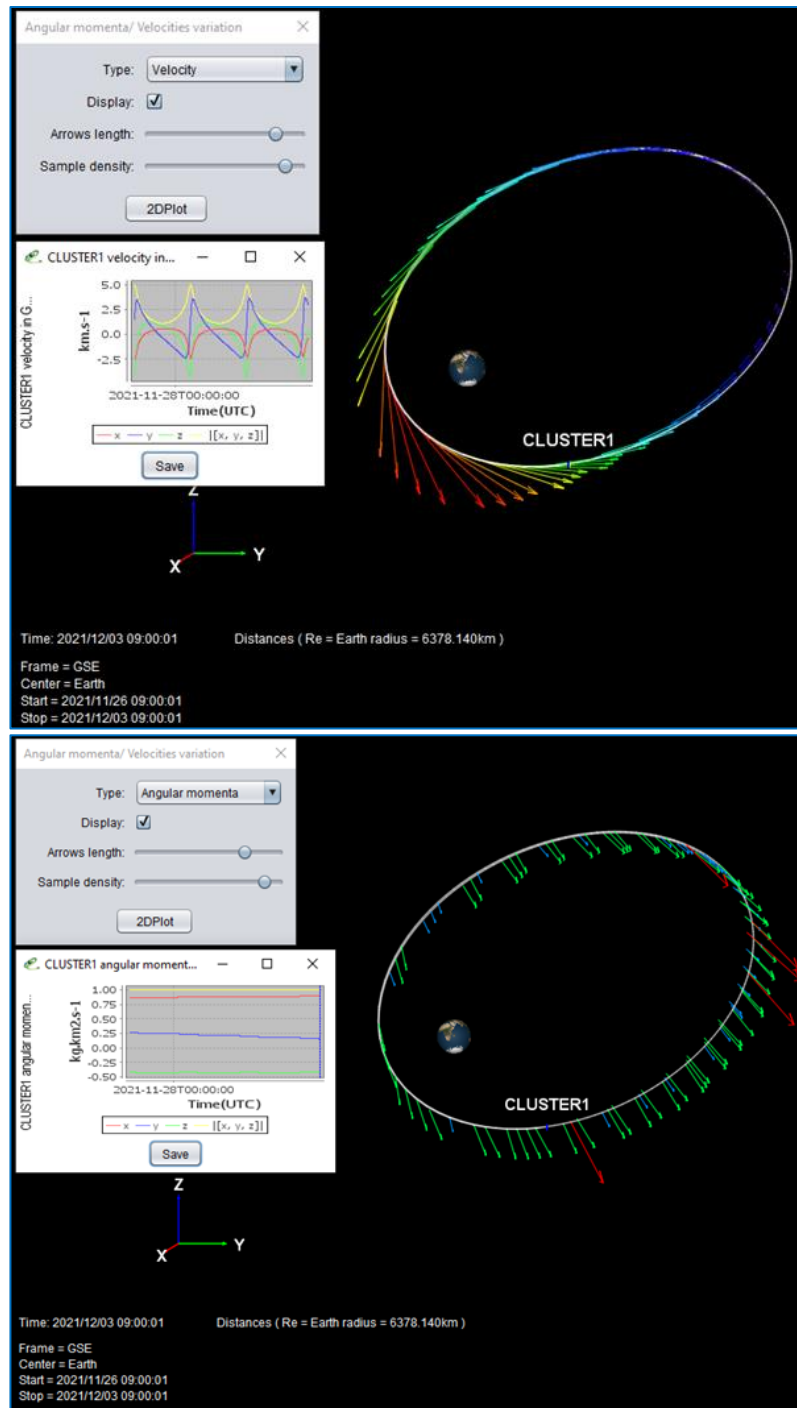 Angular momenta/ Velocities variation
Type: Velocity
Display:
Arrows length:
Sample density:
2DPlot
CLUSTER1 velocity in...
CLUSTER1 velocity in G...
km.s-1
5.0
2.5
0.0
-2.5
2021-11-28T00:00:00
Time(UTC)
x y z |[x, y, z]|
Save
CLUSTER1
Z
X
Y
Time: 2021/12/03 09:00:01 Distances ( Re = Earth radius = 6378.140km )
Frame = GSE
Center = Earth
Start = 2021/11/26 09:00:01
Stop = 2021/12/03 09:00:01
Angular momenta/ Velocities variation
Type: Angular momenta
Display:
Arrows length:
Sample density:
2DPlot
CLUSTER1 angular moment...
CLUSTER1 angular momen...
kg.km2.s-1
1.00
0.75
0.50
0.25
0.00
-0.25
-0.50
2021-11-28T00:00:00
Time(UTC)
x y z |[x, y, z]|
Save
CLUSTER1
Z
X
Y
Time: 2021/12/03 09:00:01 Distances ( Re = Earth radius = 6378.140km )
Frame = GSE
Center = Earth
Start = 2021/11/26 09:00:01
Stop = 2021/12/03 09:00:01